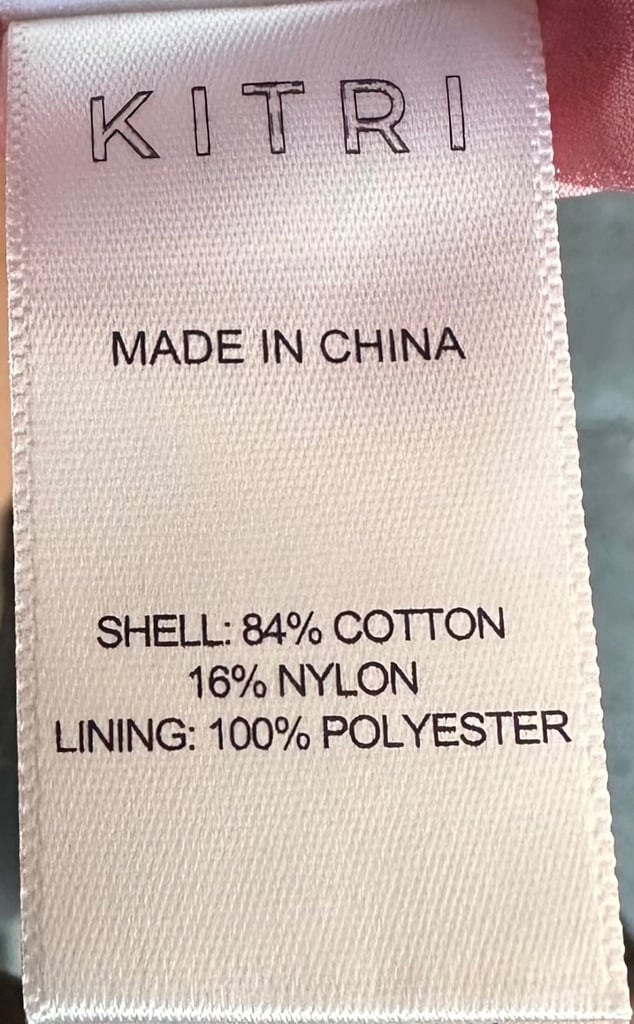 KITRI
MADE IN CHINA
SHELL: 84% COTTON
16% NYLON
LINING: 100% POLYESTER